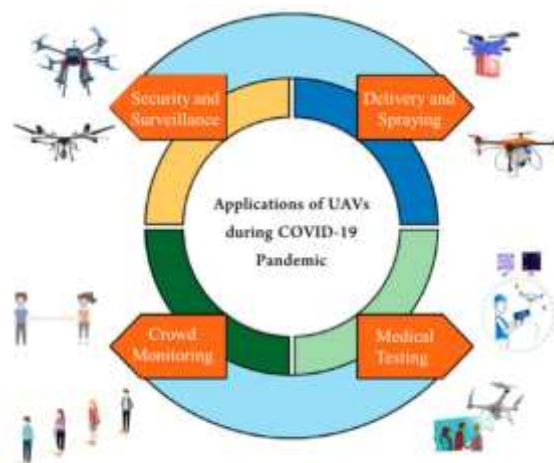 Security and
Surveillance
Delivery and
Spraying
Applications of UAVs
during COVID-19
Pandemic
Crowd
Monitoring
Medical
Testing